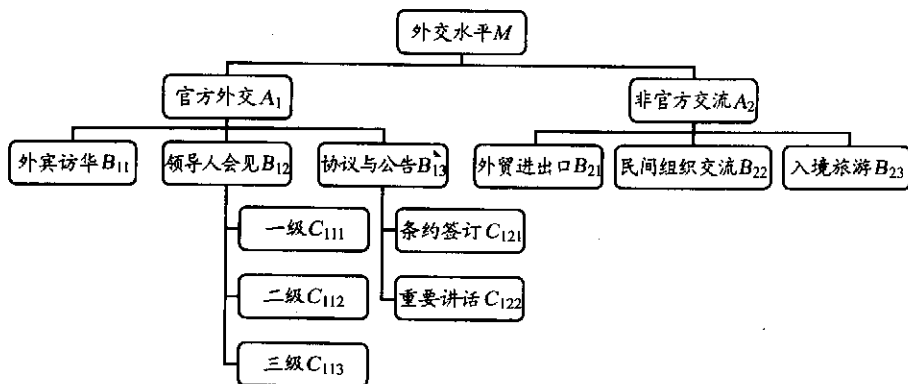 外交水平M
官方外交A₁
非官方交流A₂
外宾访华B₁₁
领导人会见B₁₂
协议与公告B₁₃
外贸进出口B₂₁
民间组织交流B₂₂
入境旅游B₂₃
一级C₁₁₁
条约签订C₁₂₁
二级C₁₁₂
重要讲话C₁₂₂
三级C₁₁₃